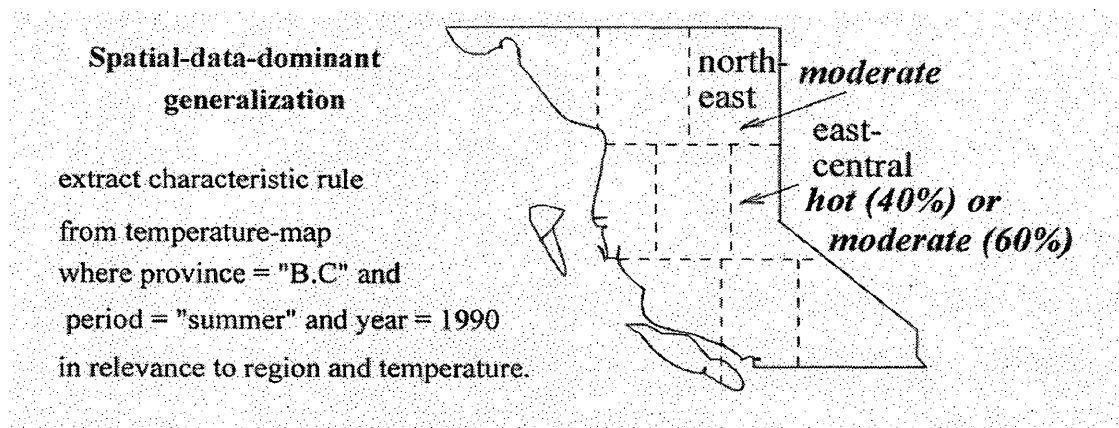 Spatial-data-dominant
generalization
extract characteristic rule
from temperature-map
where province = "B.C" and
period = "summer" and year = 1990
in relevance to region and temperature.
north-
east
moderate
east-
central
hot (40%) or
moderate (60%)